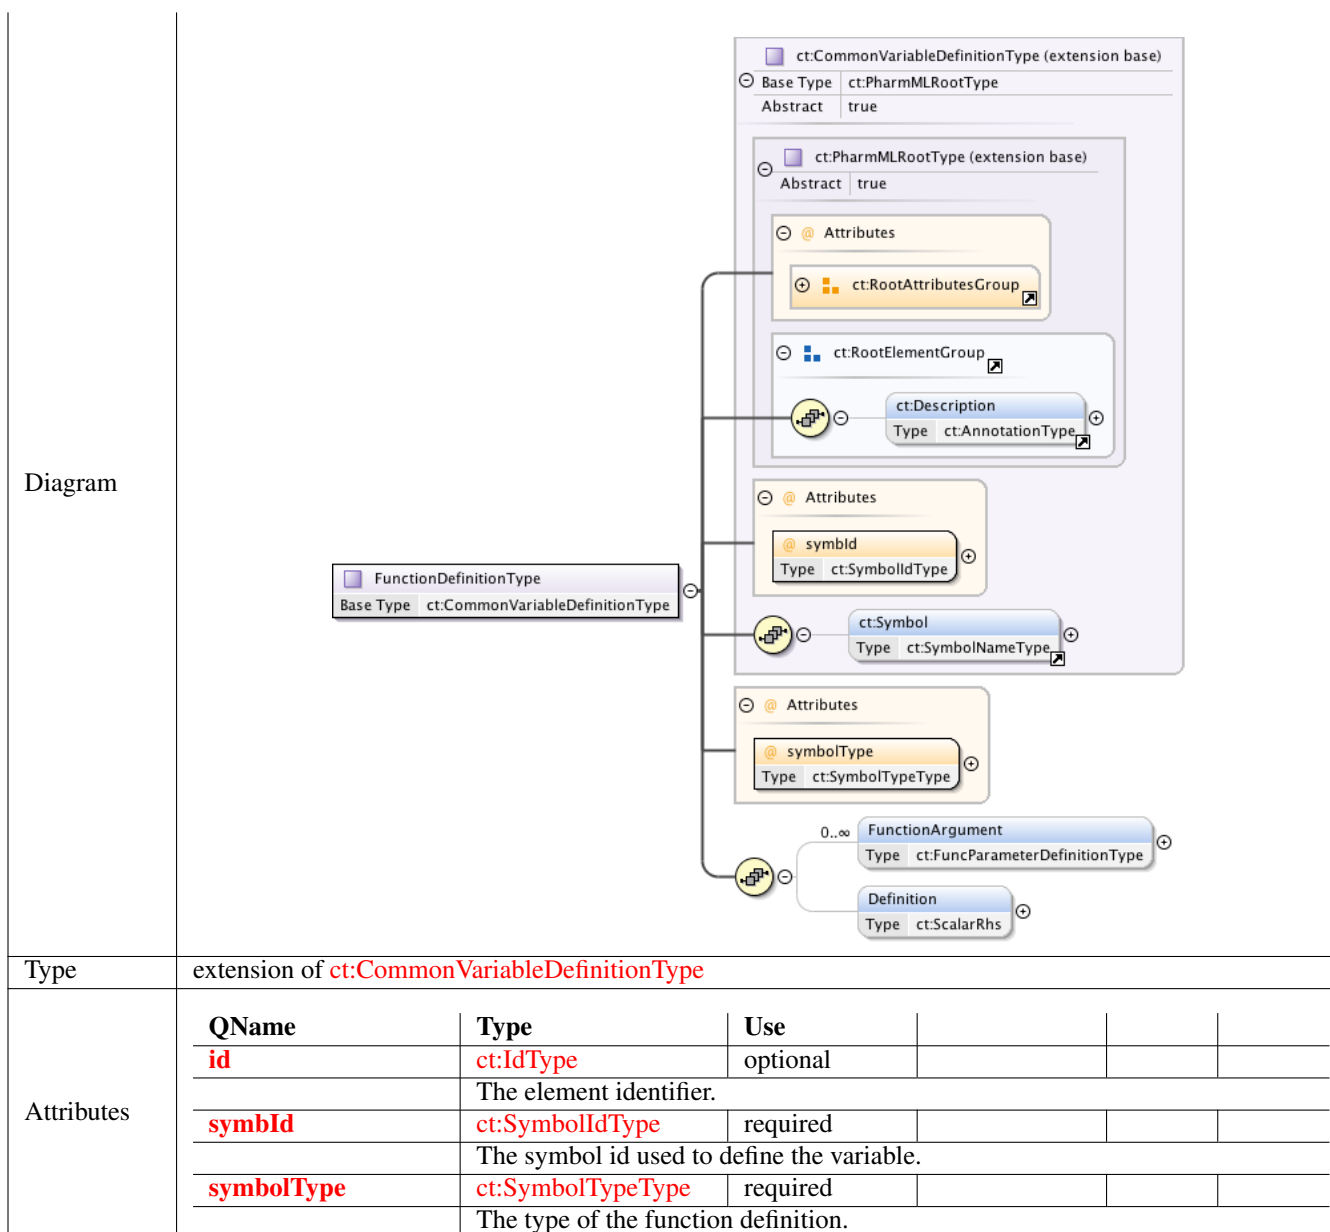 Diagram
ct:CommonVariableDefinitionType (extension base)
Base Type ct:PharmMLRootType
Abstract true
ct:PharmMLRootType (extension base)
Abstract true
@ Attributes
ct:RootAttributesGroup
ct:RootElementGroup
ct:Description
Type ct:AnnotationType
@ Attributes
@ symbId
Type ct:SymbolIdType
FunctionDefinitionType
Base Type ct:CommonVariableDefinitionType
ct:Symbol
Type ct:SymbolNameType
@ Attributes
@ symbolType
Type ct:SymbolTypeType
0..∞ FunctionArgument
Type ct:FuncParameterDefinitionType
Definition
Type ct:ScalarRhs
Type extension of ct:CommonVariableDefinitionType
Attributes
QName Type Use
id ct:IdType optional
The element identifier.
symbId ct:SymbolIdType required
The symbol id used to define the variable.
symbolType ct:SymbolTypeType required
The type of the function definition.